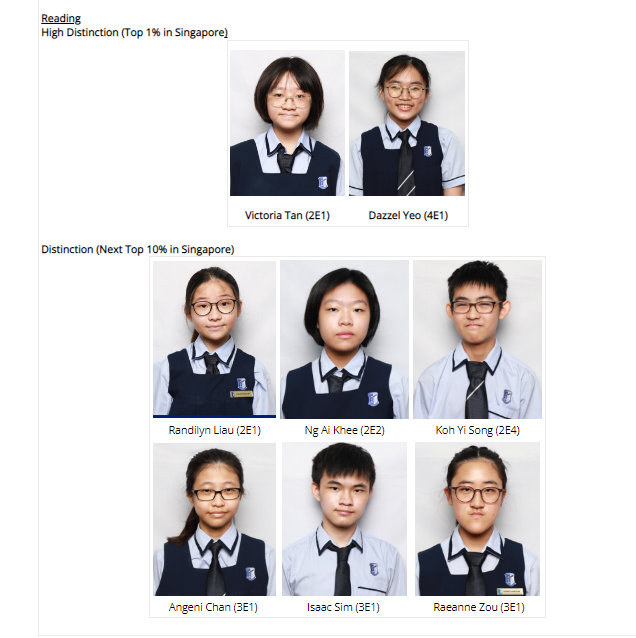 Reading
High Distinction (Top 1% in Singapore)
Victoria Tan (2E1) Dazzel Yeo (4E1)
Distinction (Next Top 10% in Singapore)
Randilyn Liau (2E1) Ng Ai Khee (2E2) Koh Yi Song (2E4)
Angeni Chan (3E1) Isaac Sim (3E1) Raeanne Zou (3E1)